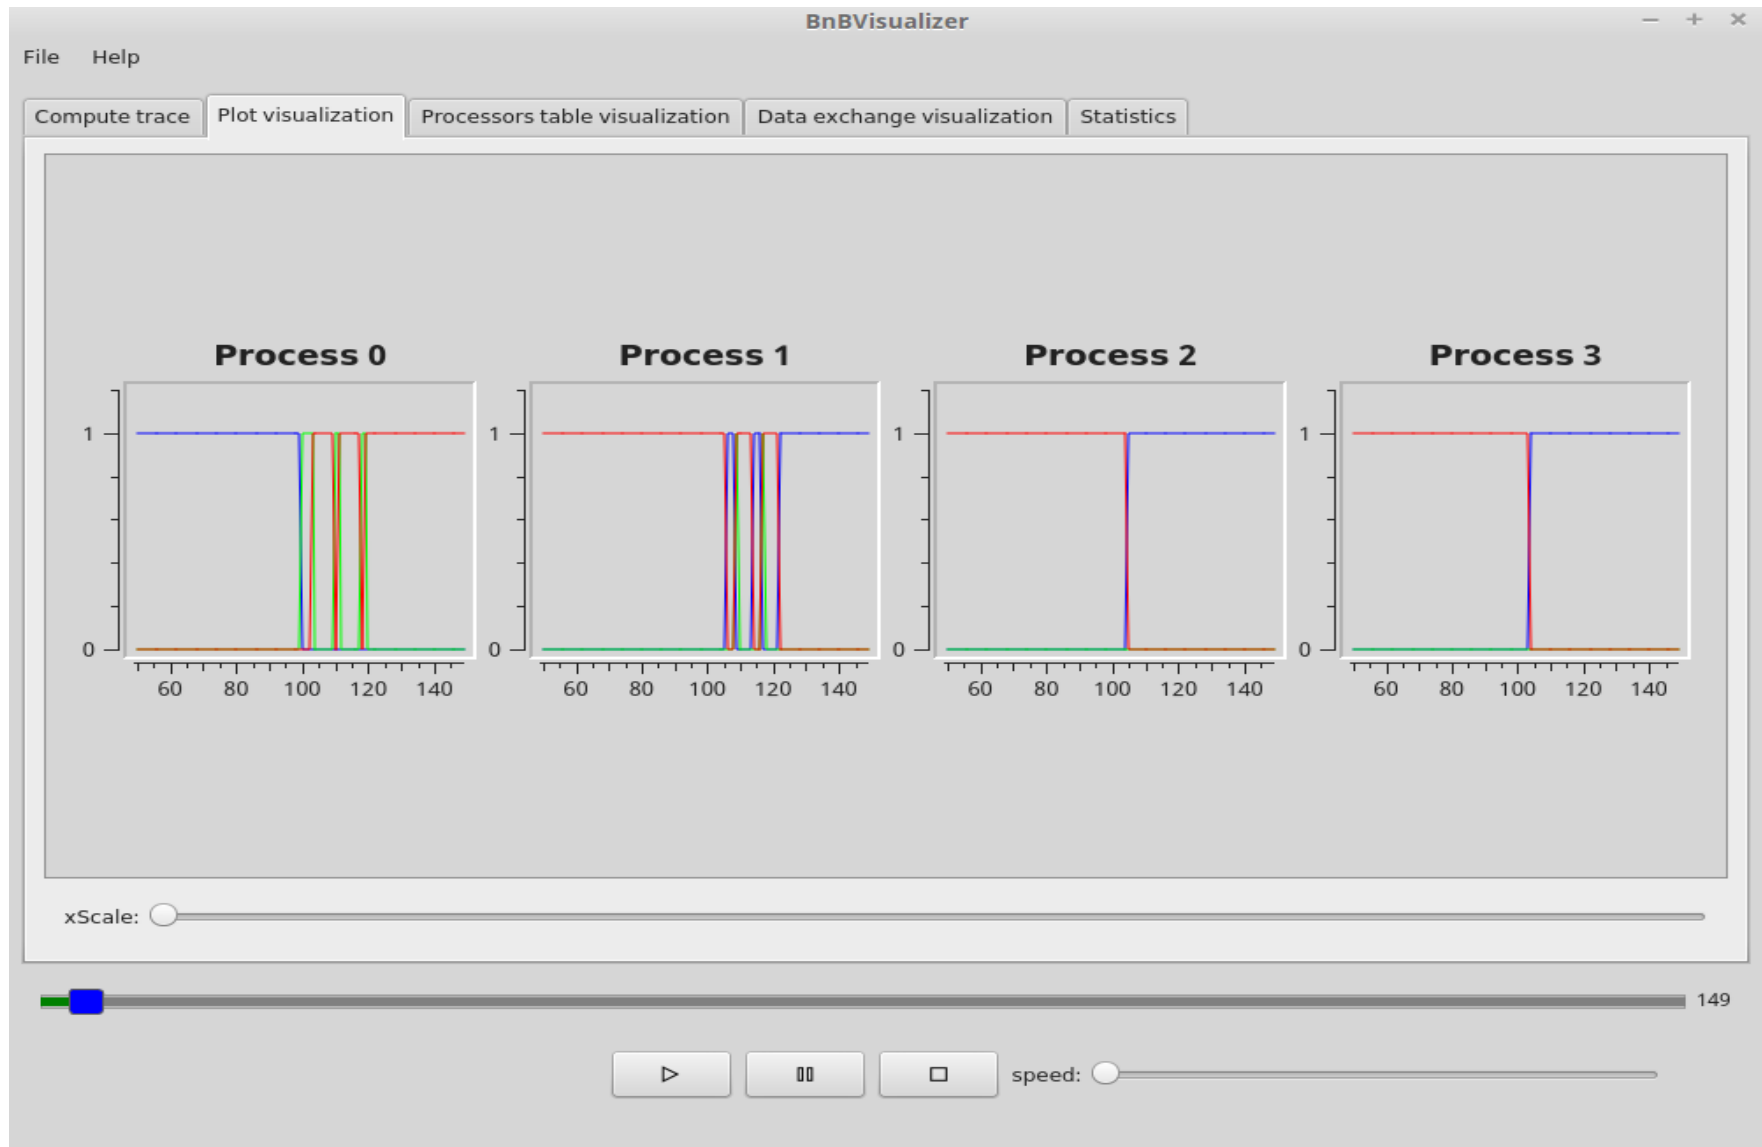 BnBVisualizer
File Help
Compute trace Plot visualization Processors table visualization Data exchange visualization Statistics
Process 0 Process 1 Process 2 Process 3
1 1 1 1
0 0 0 0
60 80 100 120 140 60 80 100 120 140 60 80 100 120 140 60 80 100 120 140
xScale:
149
speed: